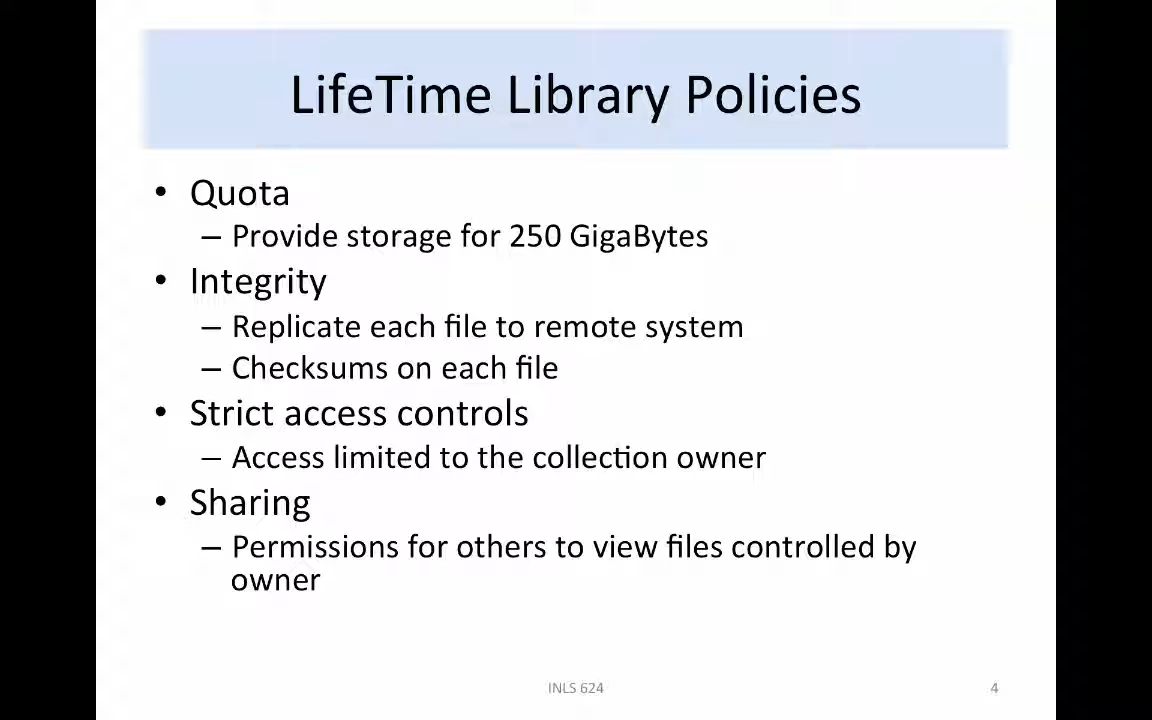 LifeTime Library Policies
• Quota
– Provide storage for 250 GigaBytes
• Integrity
– Replicate each file to remote system
– Checksums on each file
• Strict access controls
– Access limited to the collection owner
• Sharing
– Permissions for others to view files controlled by
owner
INLS 624
4